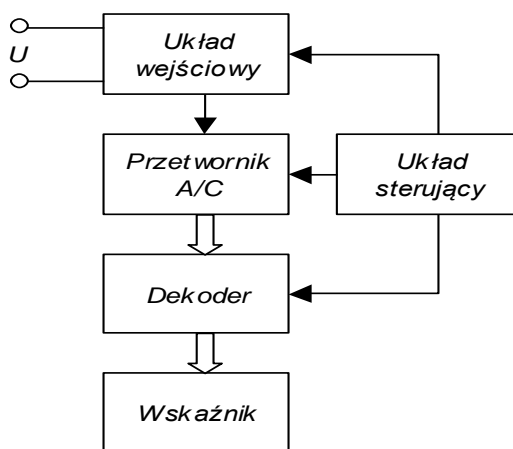 U
Układ
wejściowy
Przetwornik
A/C
Układ
sterujący
Dekoder
Wskaźnik